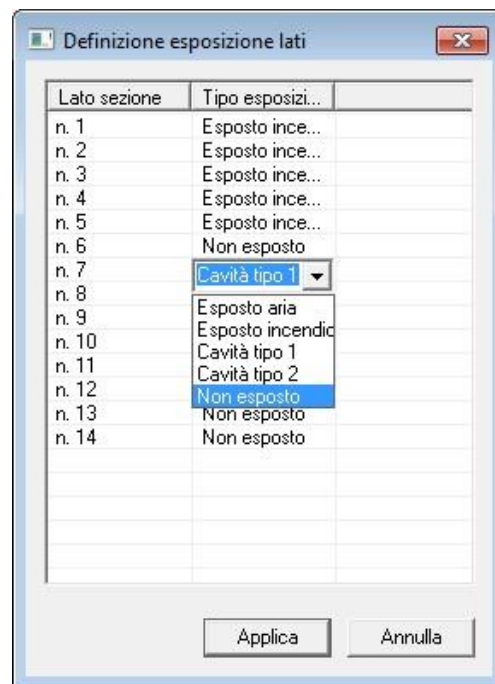 Definizione esposizione lati
Lato sezione Tipo esposizi...
n. 1 Esposto ince...
n. 2 Esposto ince...
n. 3 Esposto ince...
n. 4 Esposto ince...
n. 5 Esposto ince...
n. 6 Non esposto
n. 7 Cavità tipo 1
n. 8
Esposto aria
n. 9
Esposto incendio
n. 10
Cavità tipo 1
n. 11
Cavità tipo 2
n. 12
Non esposto
n. 13 Non esposto
n. 14 Non esposto
Applica Annulla